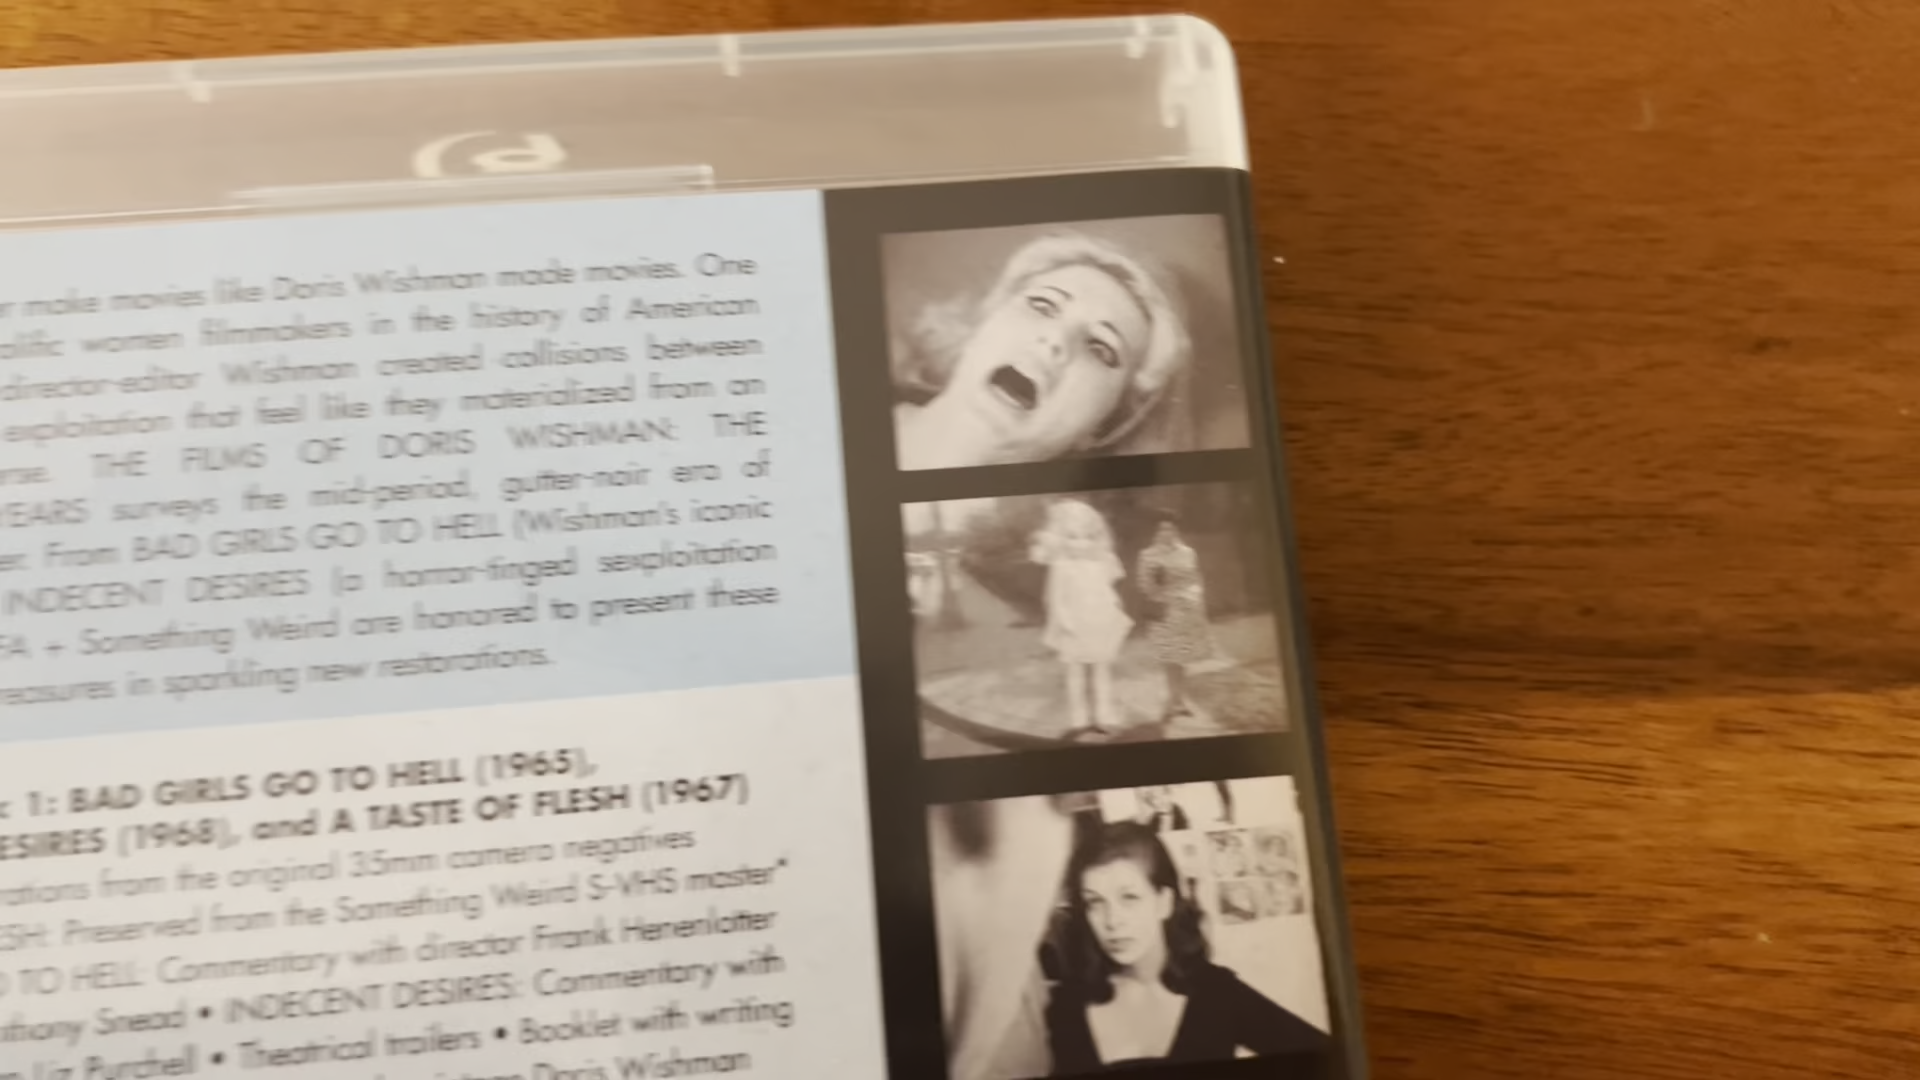 make movies like Doris Wishman made movies. One
women filmmakers in the history of American
director-editor Wishman created collisions between
exploitation that feel like they materialized from an
THE FILMS OF DORIS WISHMAN: THE
YEARS surveys the mid-period, gutter-noir era of
From BAD GIRLS GO TO HELL (Wishman's iconic
INDECENT DESIRES (a horror-tinged sexploitation
+ Something Weird are honored to present these
in sparkling new restorations.
1: BAD GIRLS GO TO HELL (1965),
(1968), and A TASTE OF FLESH (1967)
from the original 35mm camera negatives
Preserved from the Something Weird S-VHS master*
TO HELL: Commentary with director Frank Henenlotter
Snead • INDECENT DESIRES: Commentary with
Liz Purchell • Theatrical trailers • Booklet with writing
Doris Wishman